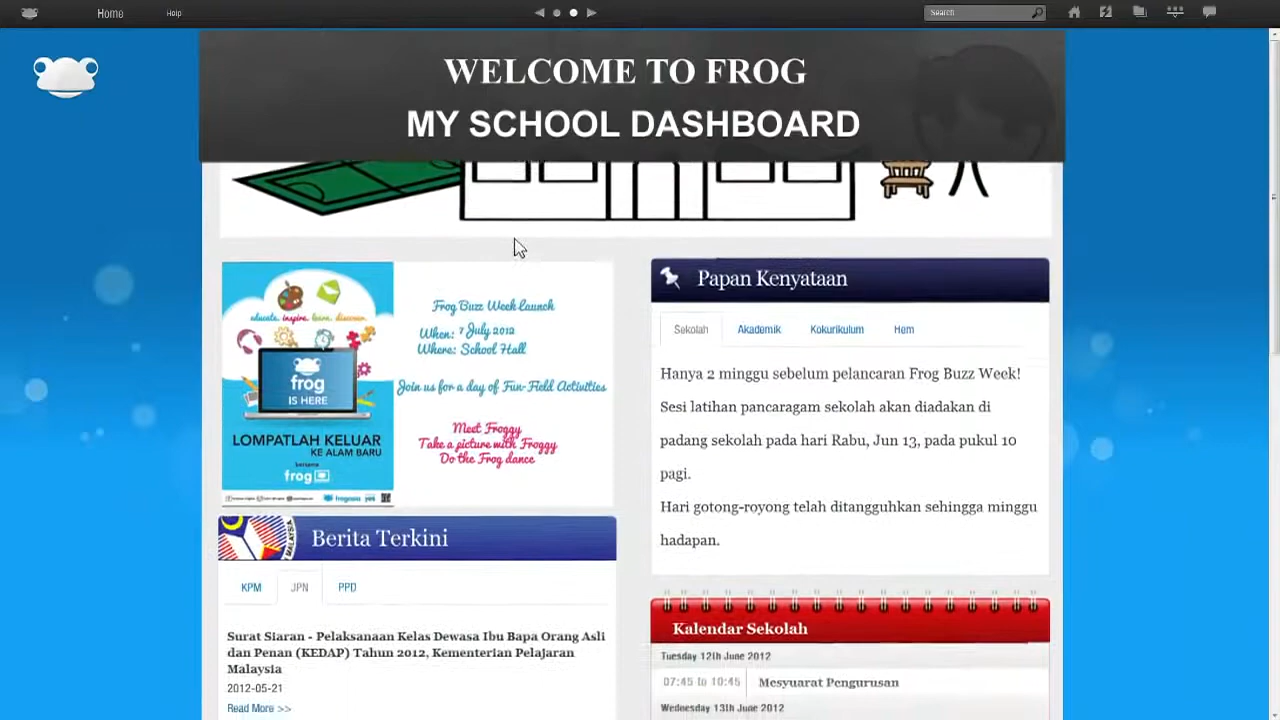 Home Help Search
WELCOME TO FROG
MY SCHOOL DASHBOARD
educate. inspire. learn. discover.
frog
IS HERE
LOMPATLAH KELUAR
KE ALAM BARU
bersama
frog
frogasia yes
Frog Buzz Week Launch
When: 7 July 2012
Where: School Hall
Join us for a day of Fun-Field Activities
Meet Froggy
Take a picture with Froggy
Do the Frog dance
Berita Terkini
MALAYSIA
KPM JPN PPD
Surat Siaran - Pelaksanaan Kelas Dewasa Ibu Bapa Orang Asli
dan Penan (KEDAP) Tahun 2012, Kementerian Pelajaran
Malaysia
2012-05-21
Read More >>
Papan Kenyataan
Sekolah Akademik Kokurikulum Hem
Hanya 2 minggu sebelum pelancaran Frog Buzz Week!
Sesi latihan pancaragam sekolah akan diadakan di
padang sekolah pada hari Rabu, Jun 13, pada pukul 10
pagi.
Hari gotong-royong telah ditangguhkan sehingga minggu
hadapan.
Kalendar Sekolah
Tuesday 12th June 2012
07:45 to 10:45 Mesyuarat Pengurusan
Wednesday 13th June 2012